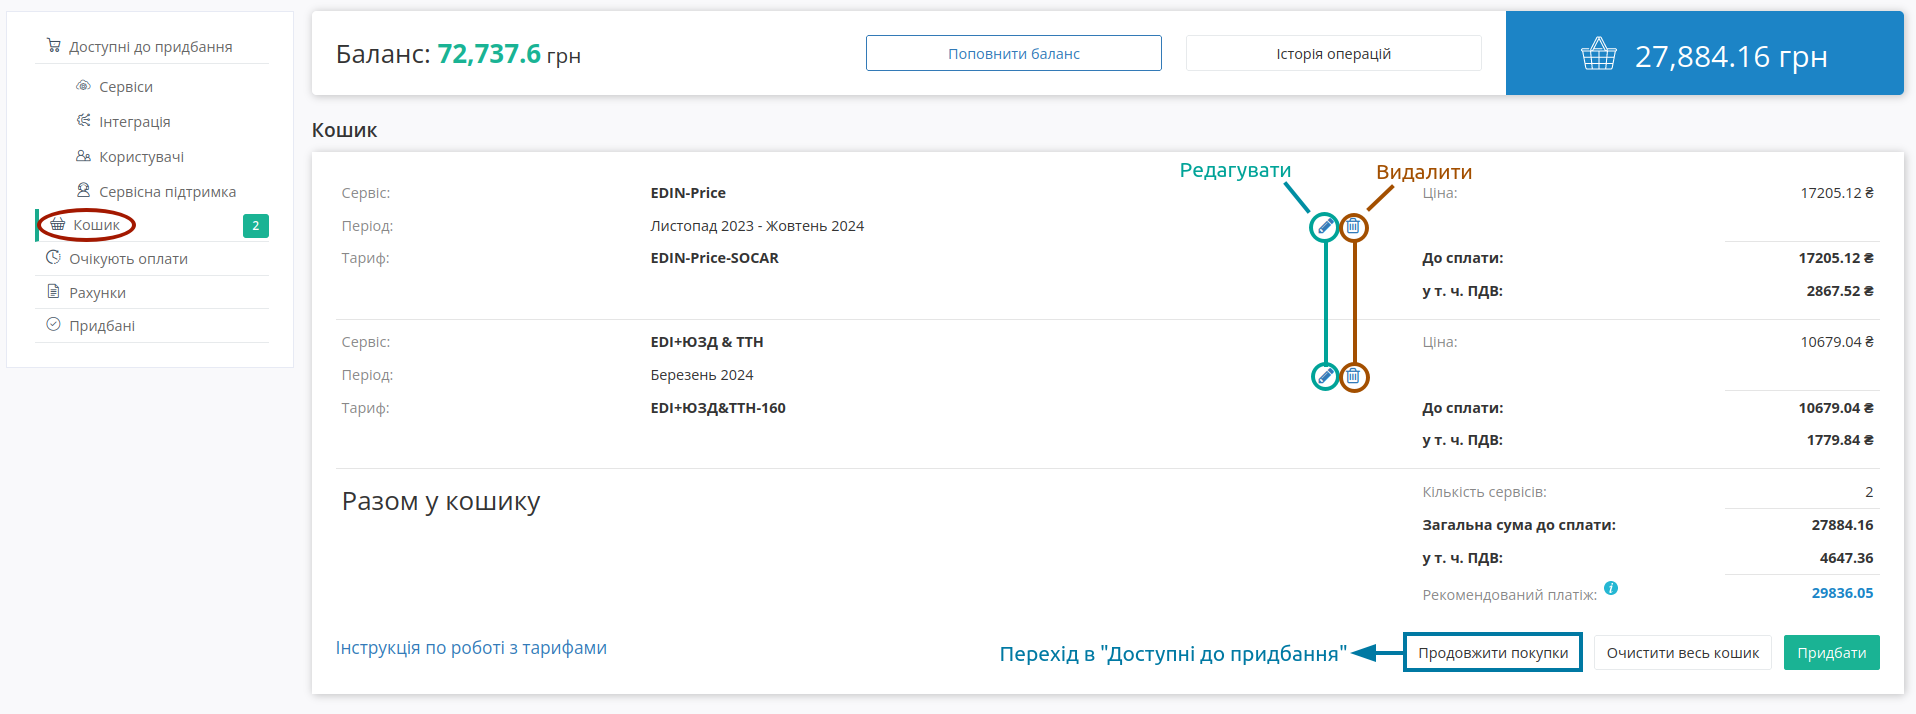 Доступні до придбання
Сервіси
Інтеграція
Користувачі
Сервісна підтримка
Кошик 2
Очікують оплати
Рахунки
Придбані
Баланс: 72,737.6 грн
Поповнити баланс
Історія операцій
27,884.16 грн
Кошик
Редагувати
Видалити
Сервіс: EDIN-Price Ціна: 17205.12 ₴
Період: Листопад 2023 - Жовтень 2024
Тариф: EDIN-Price-SOCAR До сплати: 17205.12 ₴
у т. ч. ПДВ: 2867.52 ₴
Сервіс: EDI+ЮЗД & ТТН Ціна: 10679.04 ₴
Період: Березень 2024
Тариф: EDI+ЮЗД&ТТН-160 До сплати: 10679.04 ₴
у т. ч. ПДВ: 1779.84 ₴
Разом у кошику Кількість сервісів: 2
Загальна сума до сплати: 27884.16
у т. ч. ПДВ: 4647.36
Рекомендований платіж: i 29836.05
Інструкція по роботі з тарифами
Перехід в "Доступні до придбання"
Продовжити покупки
Очистити весь кошик
Придбати